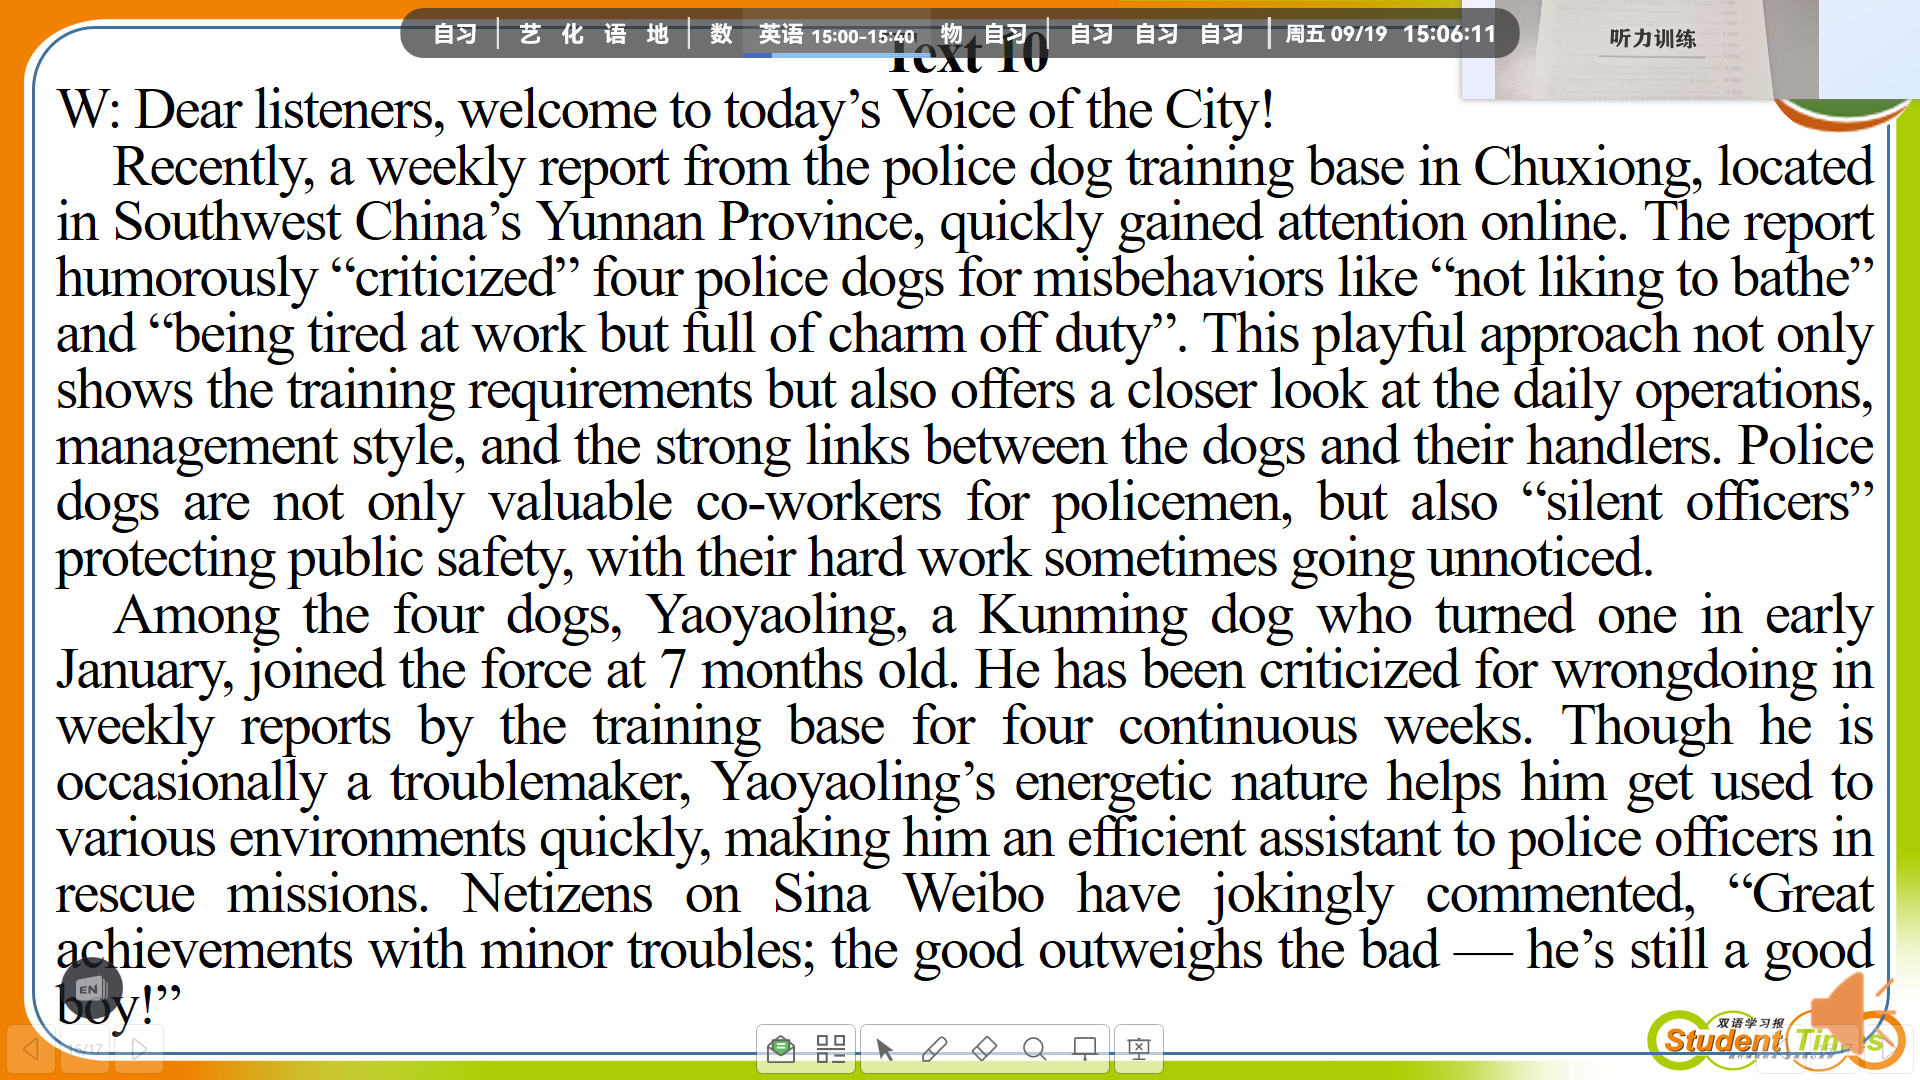 自习 艺 化 语 地 数 英语 15:00-15:40 物 自习 自习 自习 自习 周五 09/19 15:06:11
听力训练
Text 10
W: Dear listeners, welcome to today’s Voice of the City!
Recently, a weekly report from the police dog training base in Chuxiong, located
in Southwest China’s Yunnan Province, quickly gained attention online. The report
humorously “criticized” four police dogs for misbehaviors like “not liking to bathe”
and “being tired at work but full of charm off duty”. This playful approach not only
shows the training requirements but also offers a closer look at the daily operations,
management style, and the strong links between the dogs and their handlers. Police
dogs are not only valuable co-workers for policemen, but also “silent officers”
protecting public safety, with their hard work sometimes going unnoticed.
Among the four dogs, Yaoyaoling, a Kunming dog who turned one in early
January, joined the force at 7 months old. He has been criticized for wrongdoing in
weekly reports by the training base for four continuous weeks. Though he is
occasionally a troublemaker, Yaoyaoling’s energetic nature helps him get used to
various environments quickly, making him an efficient assistant to police officers in
rescue missions. Netizens on Sina Weibo have jokingly commented, “Great
achievements with minor troubles; the good outweighs the bad — he’s still a good
boy!”
EN
16/17
双语学习报
Student Times